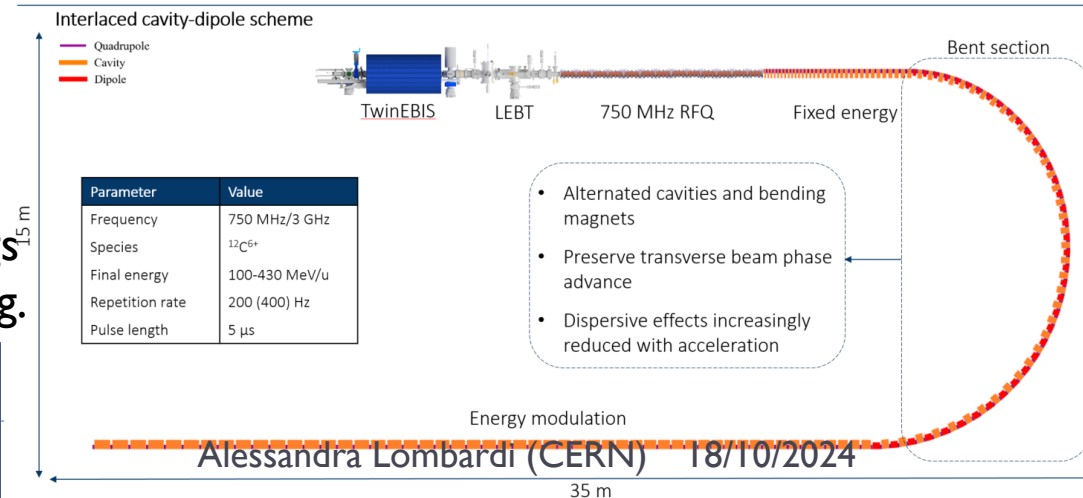 Interlaced cavity-dipole scheme
Quadrupole
Cavity
Dipole
Bent section
TwinEBIS
LEBT
750 MHz RFQ
Fixed energy
Parameter Value
Frequency 750 MHz/3 GHz
Species ¹²C⁶⁺
Final energy 100-430 MeV/u
Repetition rate 200 (400) Hz
Pulse length 5 µs
15 m
s
g.
• Alternated cavities and bending
magnets
• Preserve transverse beam phase
advance
• Dispersive effects increasingly
reduced with acceleration
Energy modulation
Alessandra Lombardi (CERN) 18/10/2024
35 m